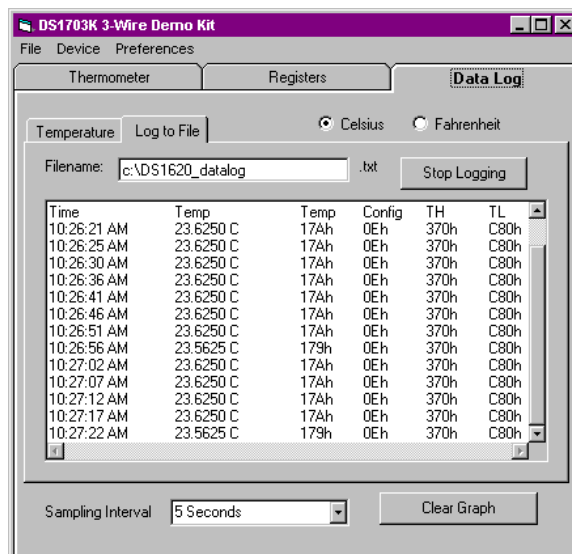 DS1703K 3-Wire Demo Kit
File Device Preferences
Thermometer Registers Data Log
Temperature Log to File Celsius Fahrenheit
Filename: c:\DS1620_datalog .txt Stop Logging
Time Temp Temp Config TH TL
10:26:21 AM 23.6250 C 17Ah 0Eh 370h C80h
10:26:25 AM 23.6250 C 17Ah 0Eh 370h C80h
10:26:30 AM 23.6250 C 17Ah 0Eh 370h C80h
10:26:36 AM 23.6250 C 17Ah 0Eh 370h C80h
10:26:41 AM 23.6250 C 17Ah 0Eh 370h C80h
10:26:46 AM 23.6250 C 17Ah 0Eh 370h C80h
10:26:51 AM 23.6250 C 17Ah 0Eh 370h C80h
10:26:56 AM 23.5625 C 179h 0Eh 370h C80h
10:27:02 AM 23.6250 C 17Ah 0Eh 370h C80h
10:27:07 AM 23.6250 C 17Ah 0Eh 370h C80h
10:27:12 AM 23.6250 C 17Ah 0Eh 370h C80h
10:27:17 AM 23.6250 C 17Ah 0Eh 370h C80h
10:27:22 AM 23.5625 C 179h 0Eh 370h C80h
Sampling Interval 5 Seconds Clear Graph